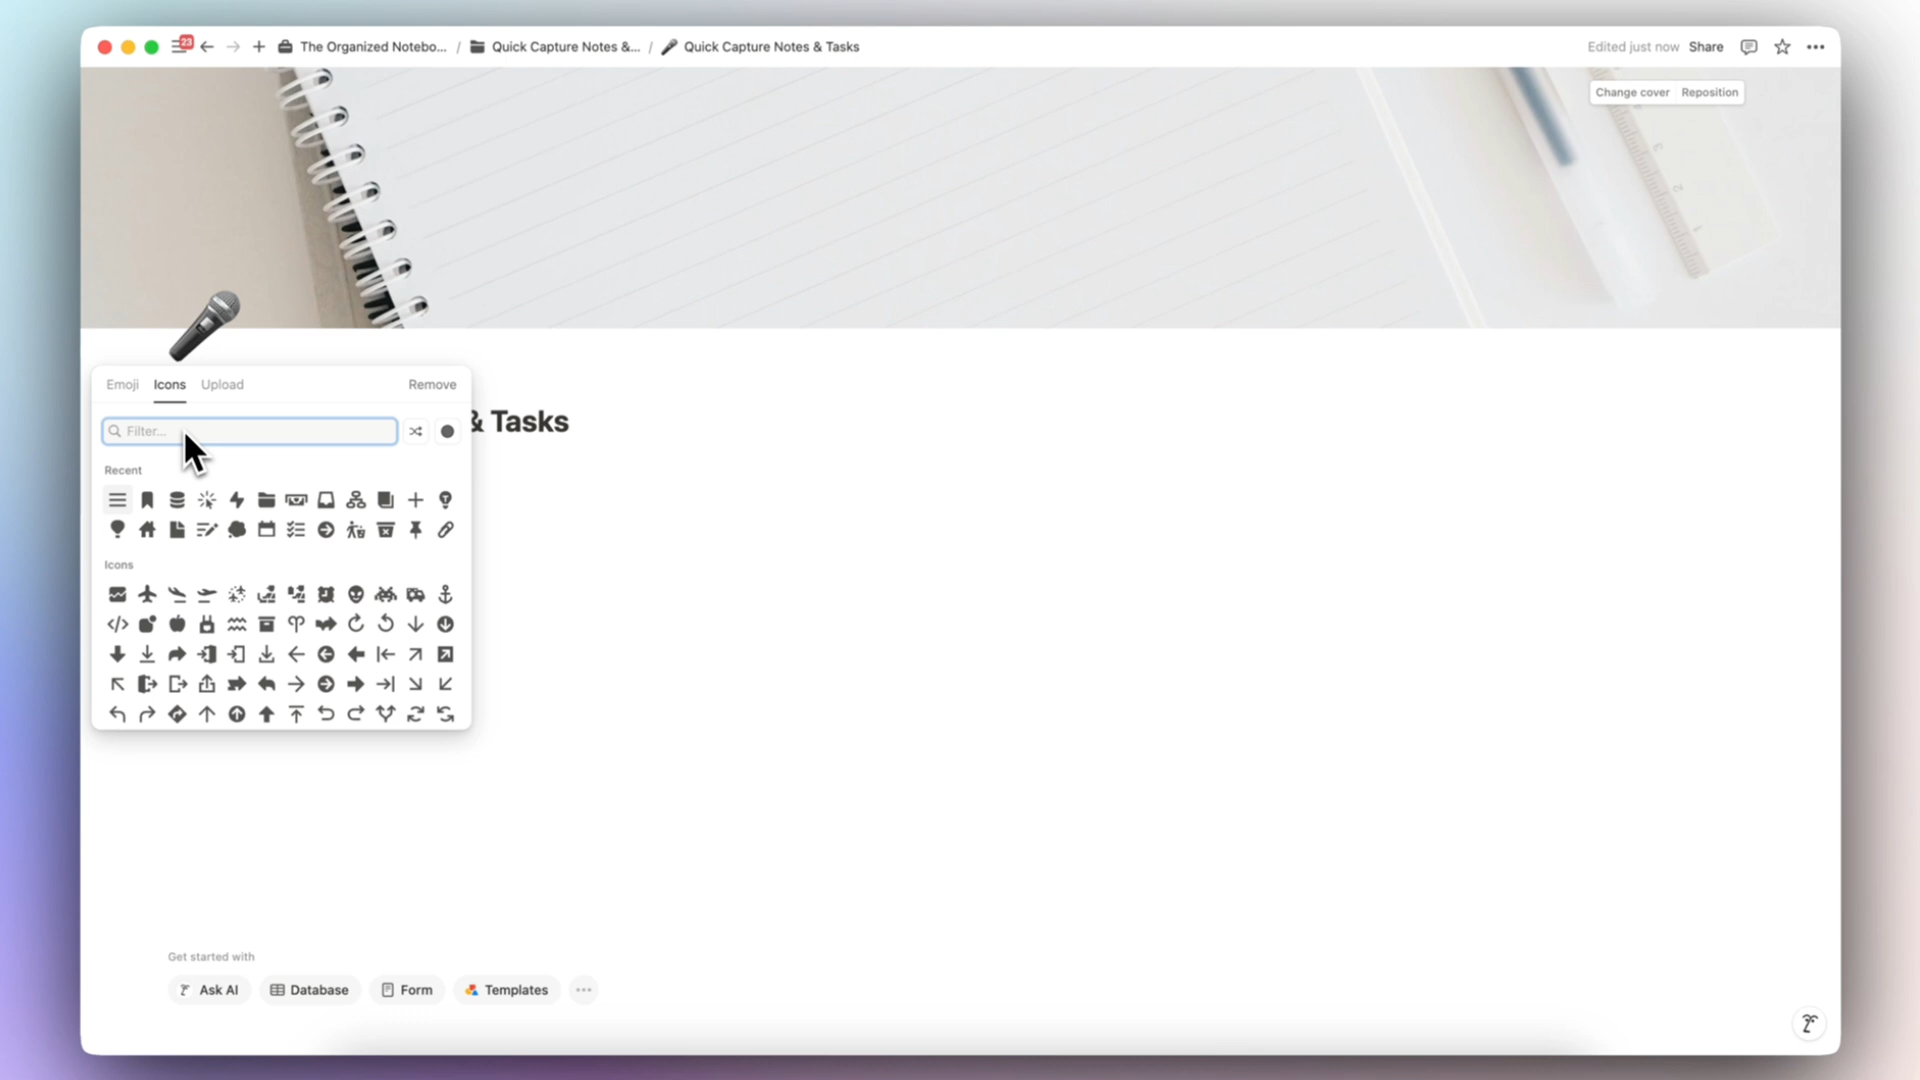 23
The Organized Notebo... / Quick Capture Notes &... / Quick Capture Notes & Tasks
Edited just now Share
Change cover Reposition
Emoji Icons Upload Remove
& Tasks
Filter...
Recent
Icons
Get started with
Ask AI Database Form Templates